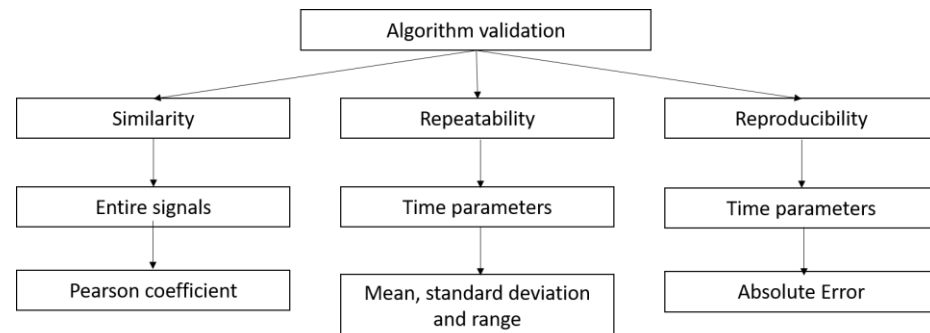 Algorithm validation
Similarity
Repeatability
Reproducibility
Entire signals
Time parameters
Time parameters
Pearson coefficient
Mean, standard deviation
and range
Absolute Error